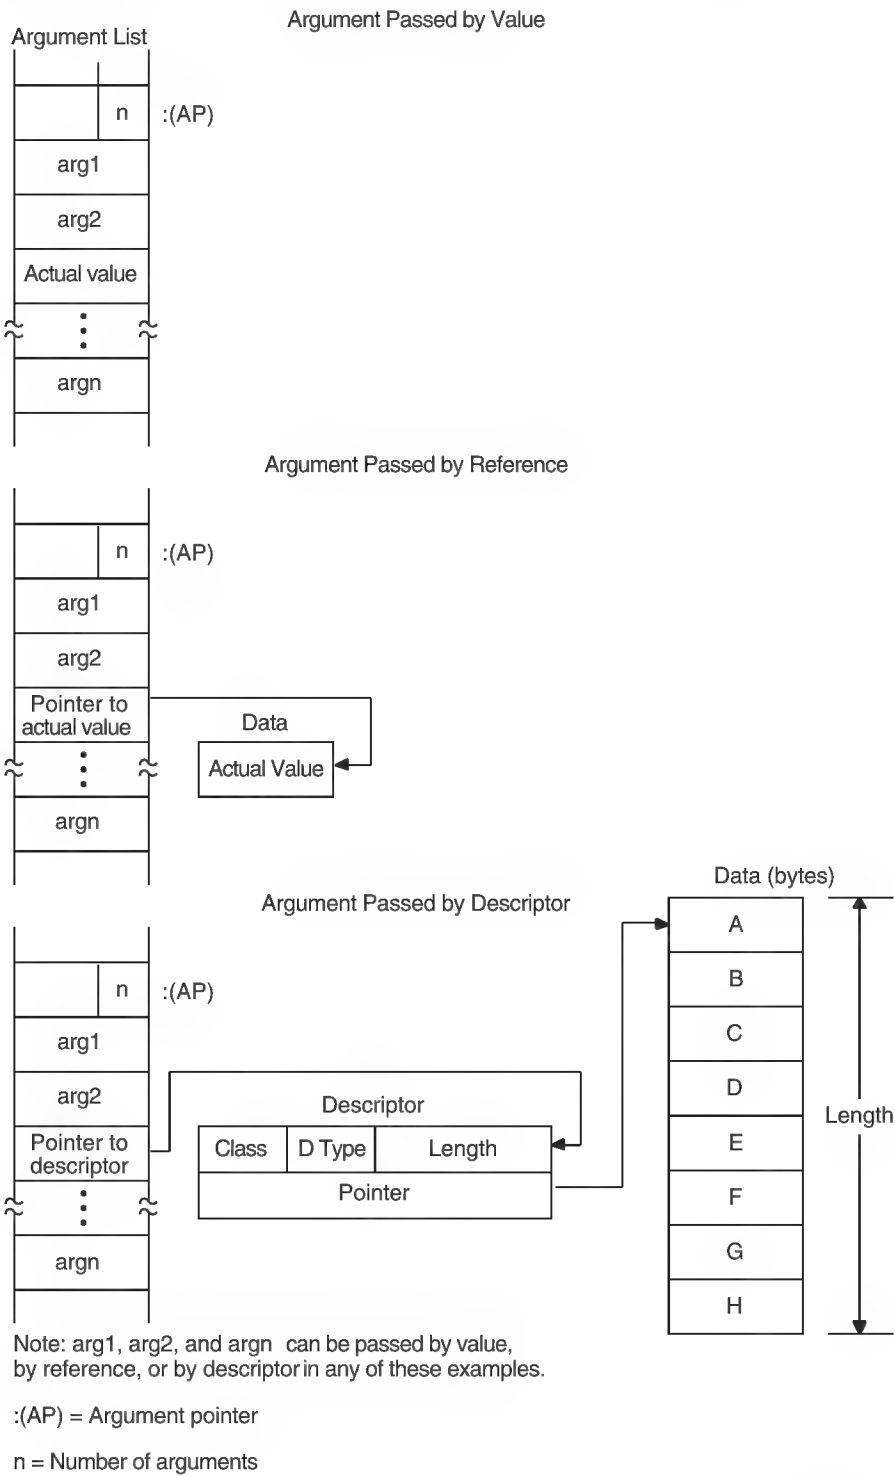 Argument Passed by Value
Argument List
n :(AP)
arg1
arg2
Actual value
argn
Argument Passed by Reference
n :(AP)
arg1
arg2
Pointer to
actual value
Data
Actual Value
argn
Argument Passed by Descriptor
n :(AP)
arg1
arg2
Pointer to
descriptor
argn
Descriptor
Class D Type Length
Pointer
Data (bytes)
A
B
C
D
E
F
G
H
Length
Note: arg1, arg2, and argn can be passed by value,
by reference, or by descriptor in any of these examples.
:(AP) = Argument pointer
n = Number of arguments